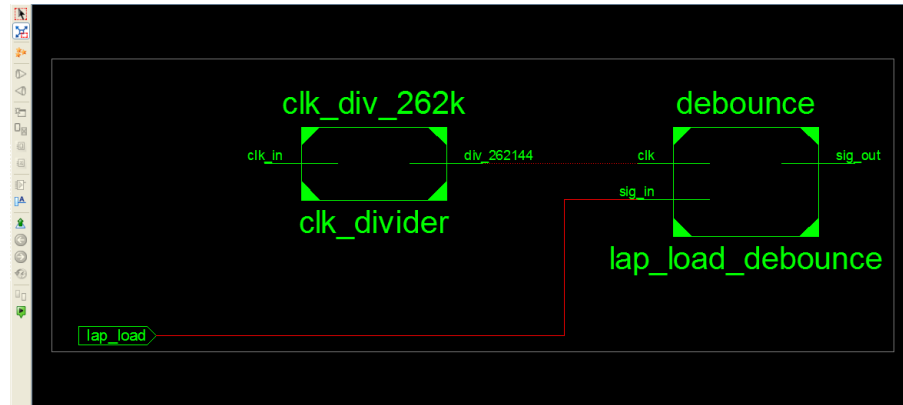 clk_div_262k
debounce
clk_in
div_262144
clk
sig_out
sig_in
clk_divider
lap_load_debounce
lap_load